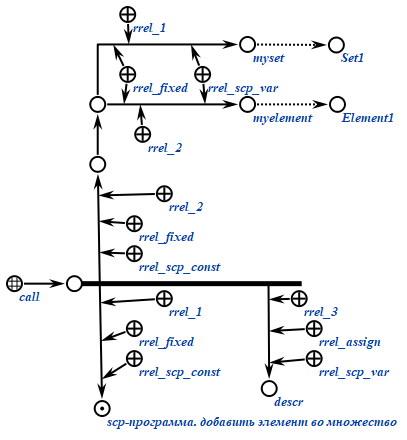 rrel_1
myset Set1
rrel_fixed rrel_scp_var
myelement Element1
rrel_2
rrel_2
rrel_fixed
rrel_scp_const
call
rrel_1 rrel_3
rrel_fixed rrel_assign
rrel_scp_const rrel_scp_var
descr
scp-программа. добавить элемент во множество